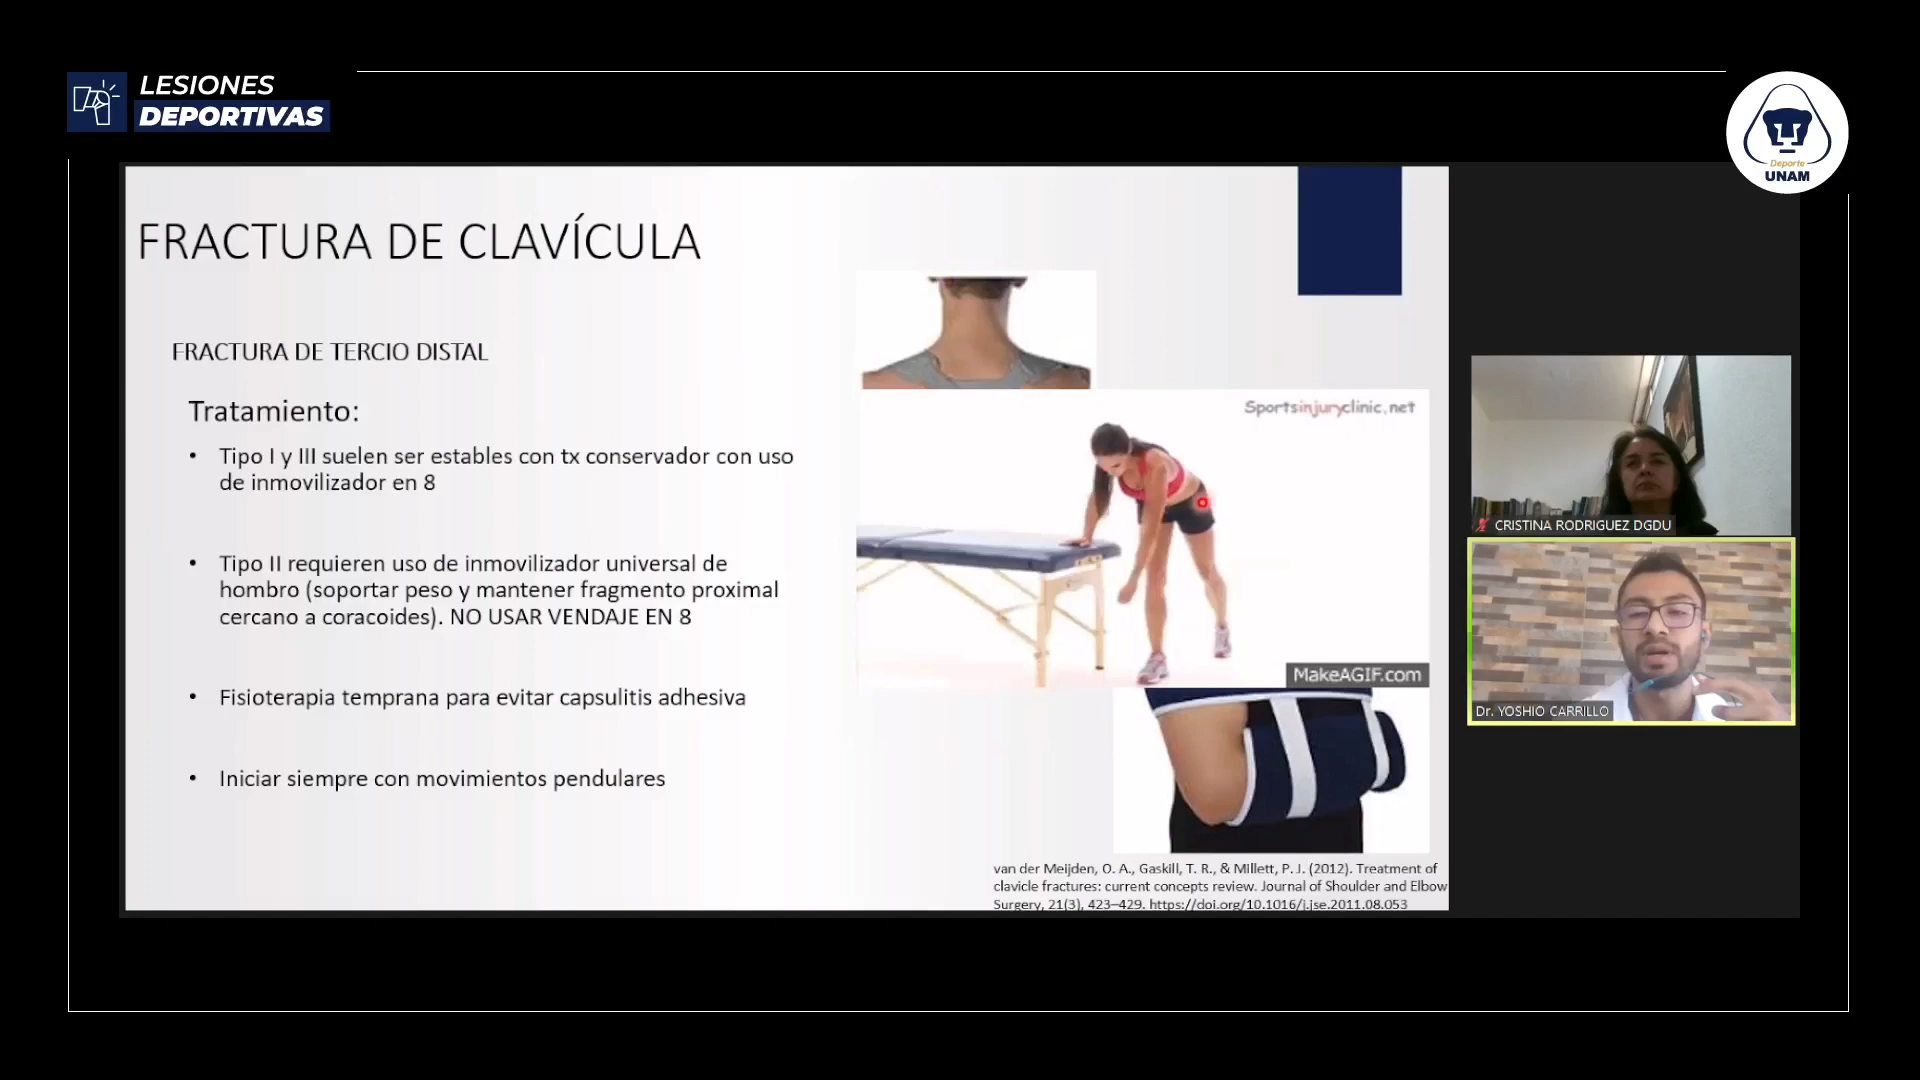 LESIONES
DEPORTIVAS
Deporte
UNAM
FRACTURA DE CLAVÍCULA
FRACTURA DE TERCIO DISTAL
Tratamiento:
• Tipo I y III suelen ser estables con tx conservador con uso
de inmovilizador en 8
• Tipo II requieren uso de inmovilizador universal de
hombro (soportar peso y mantener fragmento proximal
cercano a coracoides). NO USAR VENDAJE EN 8
• Fisioterapia temprana para evitar capsulitis adhesiva
• Iniciar siempre con movimientos pendulares
Sportsinjuryclinic.net
MakeAGIF.com
van der Meijden, O. A., Gaskill, T. R., & Millett, P. J. (2012). Treatment of
clavicle fractures: current concepts review. Journal of Shoulder and Elbow
Surgery, 21(3), 423–429. https://doi.org/10.1016/j.jse.2011.08.053
CRISTINA RODRIGUEZ DGDU
Dr. YOSHIO CARRILLO